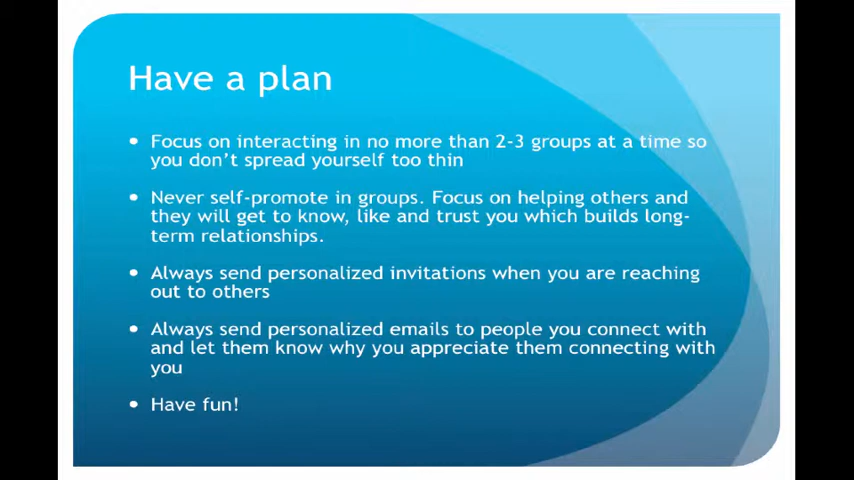 Have a plan
• Focus on interacting in no more than 2-3 groups at a time so
you don't spread yourself too thin
• Never self-promote in groups. Focus on helping others and
they will get to know, like and trust you which builds long-
term relationships.
• Always send personalized invitations when you are reaching
out to others
• Always send personalized emails to people you connect with
and let them know why you appreciate them connecting with
you
• Have fun!